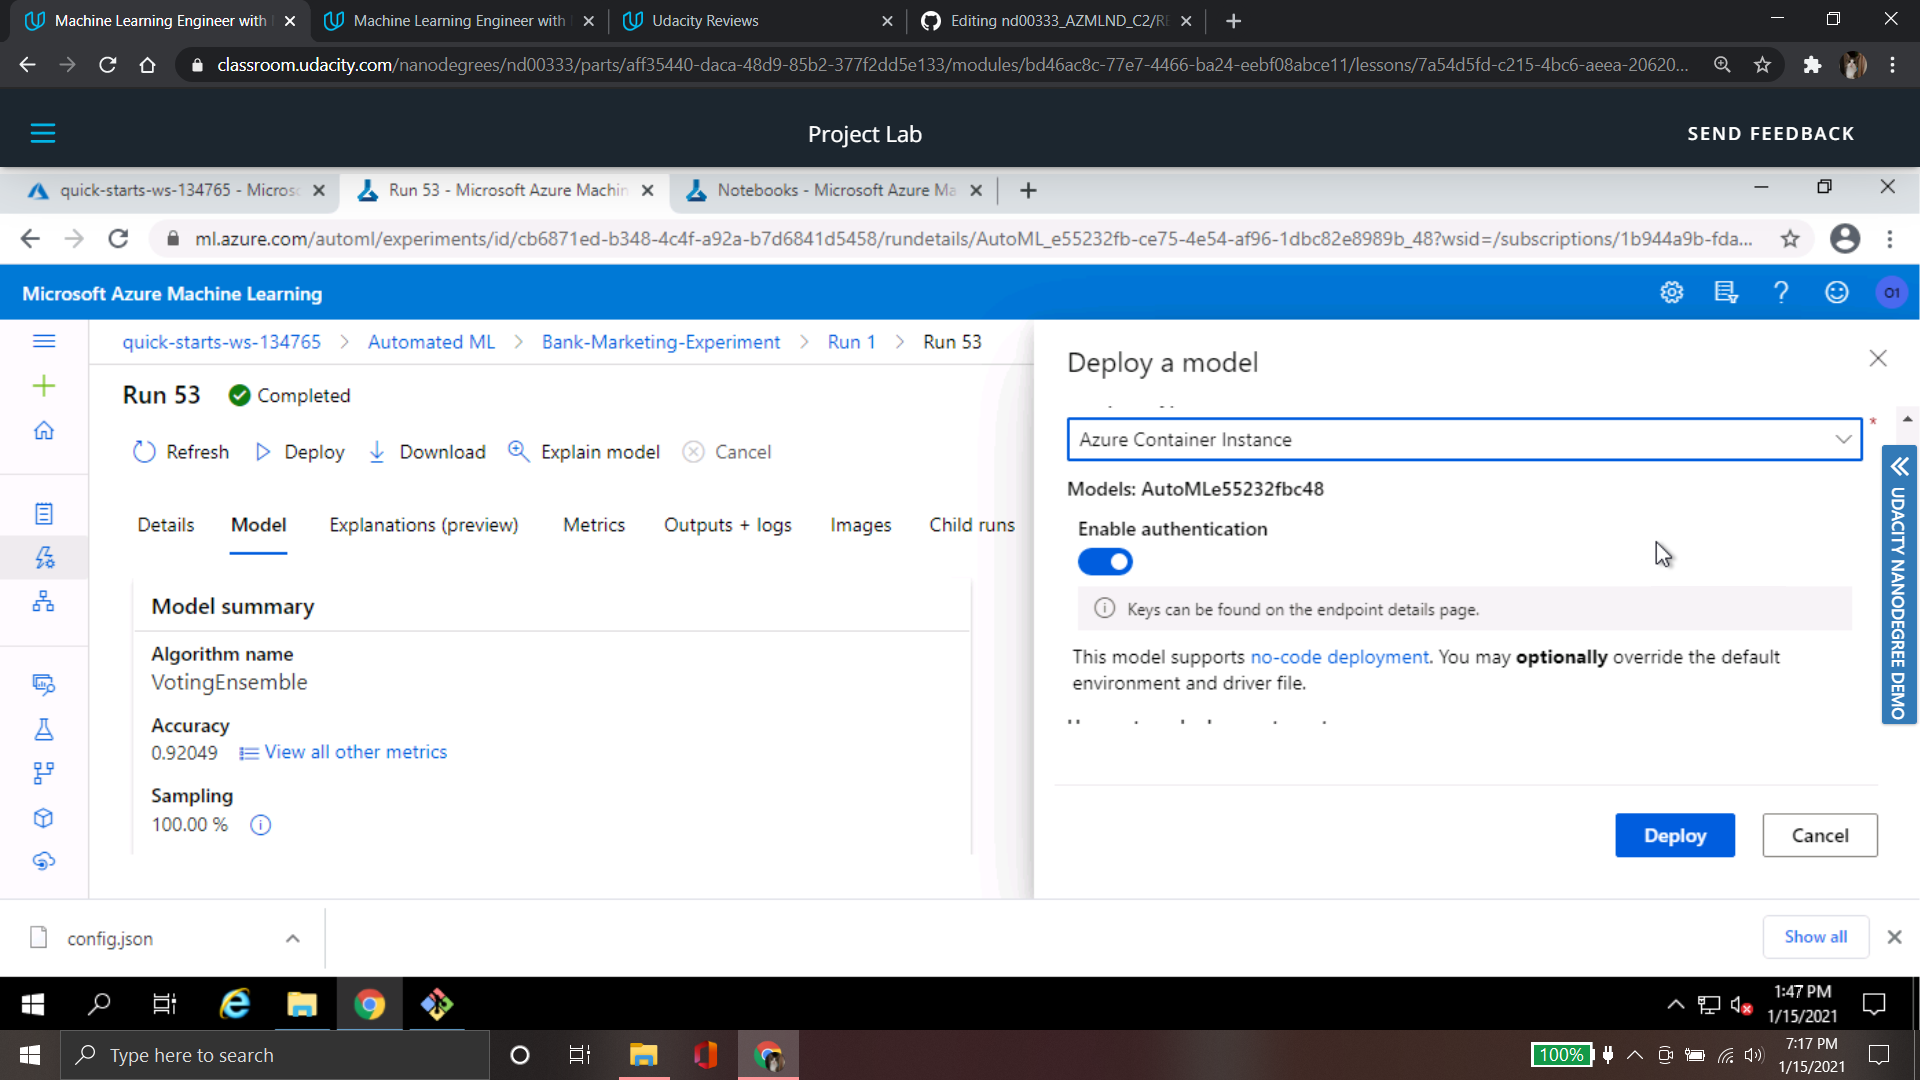 Machine Learning Engineer with
Machine Learning Engineer with
Udacity Reviews
Editing nd00333_AZMLND_C2/RE
classroom.udacity.com/nanodegrees/nd00333/parts/aff35440-daca-48d9-85b2-377f2dd5e133/modules/bd46ac8c-77e7-4466-ba24-eebf08abce11/lessons/7a54d5fd-c215-4bc6-aeea-20620...
Project Lab
SEND FEEDBACK
quick-starts-ws-134765 - Micros
Run 53 - Microsoft Azure Machin
Notebooks - Microsoft Azure Ma
ml.azure.com/automl/experiments/id/cb6871ed-b348-4c4f-a92a-b7d6841d5458/rundetails/AutoML_e55232fb-ce75-4e54-af96-1dbc82e8989b_48?wsid=/subscriptions/1b944a9b-fda...
Microsoft Azure Machine Learning
O1
quick-starts-ws-134765 > Automated ML > Bank-Marketing-Experiment > Run 1 > Run 53
Run 53
Completed
Refresh
Deploy
Download
Explain model
Cancel
Details
Model
Explanations (preview)
Metrics
Outputs + logs
Images
Child runs
Model summary
Algorithm name
VotingEnsemble
Accuracy
0.92049
View all other metrics
Sampling
100.00 %
Deploy a model
Azure Container Instance
*
Models: AutoMLe55232fbc48
Enable authentication
Keys can be found on the endpoint details page.
This model supports no-code deployment. You may optionally override the default
environment and driver file.
Deploy
Cancel
UDACITY NANODEGREE DEMO
config.json
Show all
1:47 PM
1/15/2021
Type here to search
100%
7:17 PM
1/15/2021